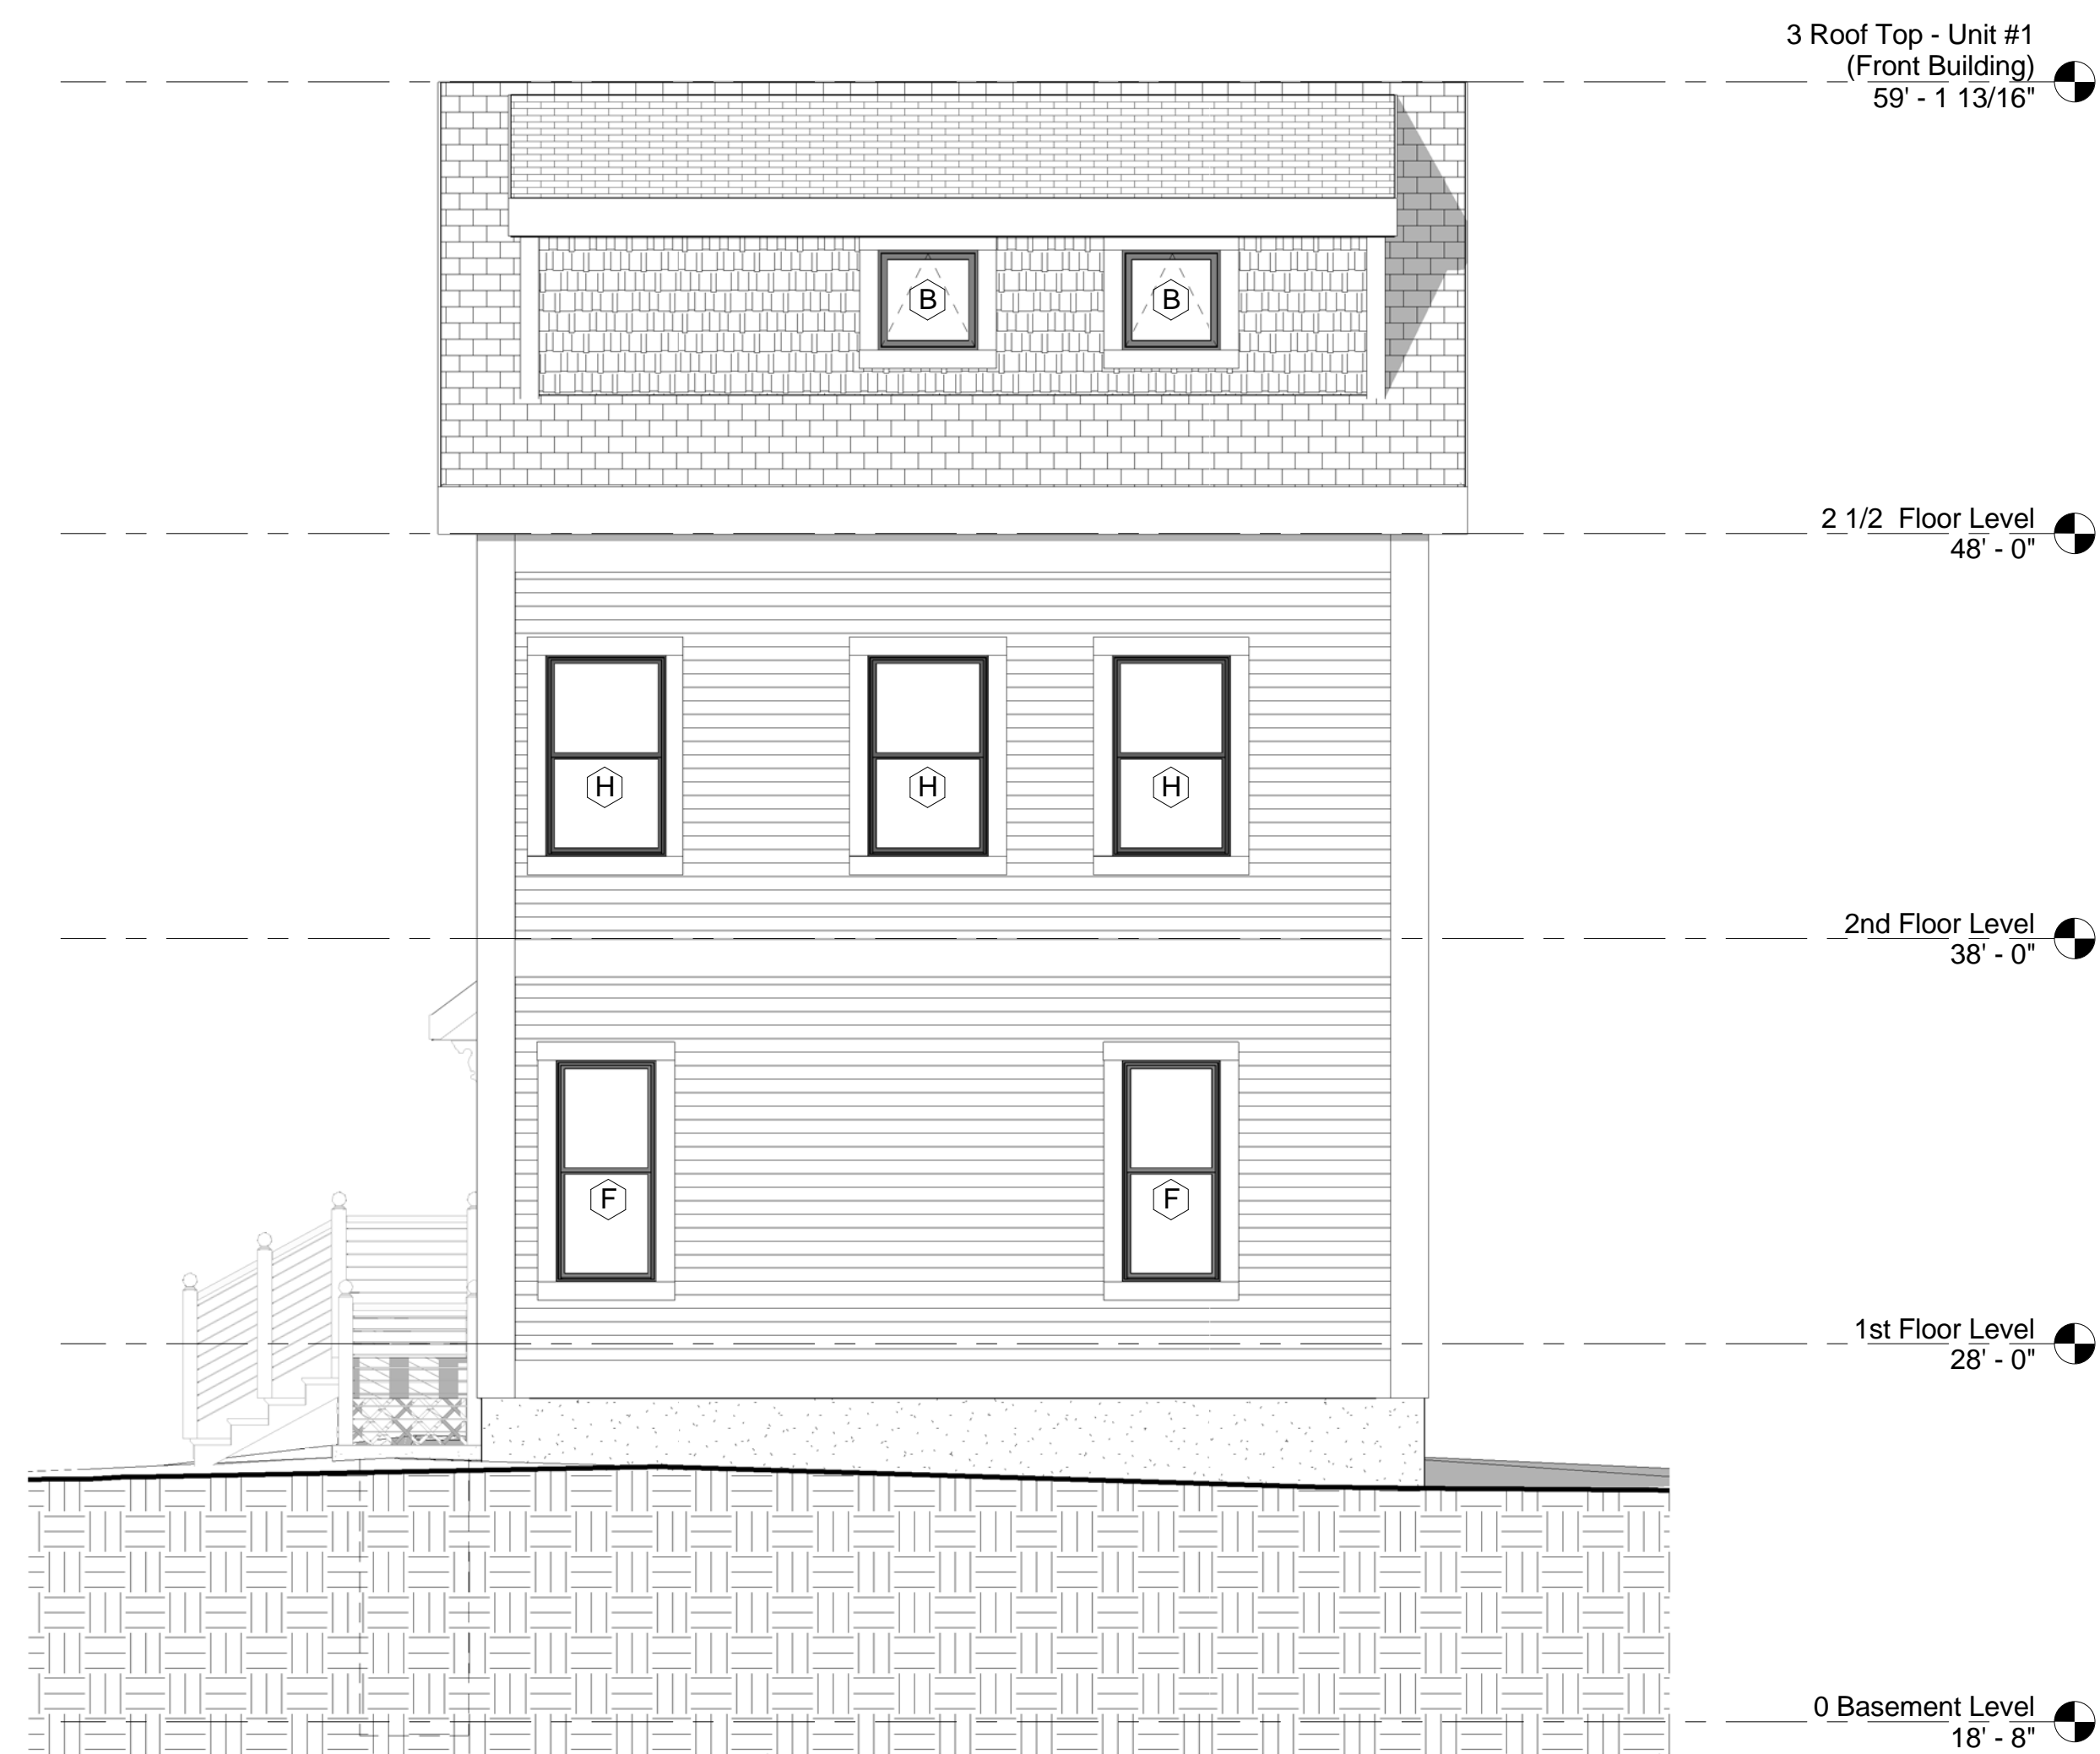 3 Roof Top - Unit #1
(Front Building)
59' - 1 13/16"
B
B
2 1/2 Floor Level
48' - 0"
H
H
H
2nd Floor Level
38' - 0"
F
F
1st Floor Level
28' - 0"
0 Basement Level
18' - 8"